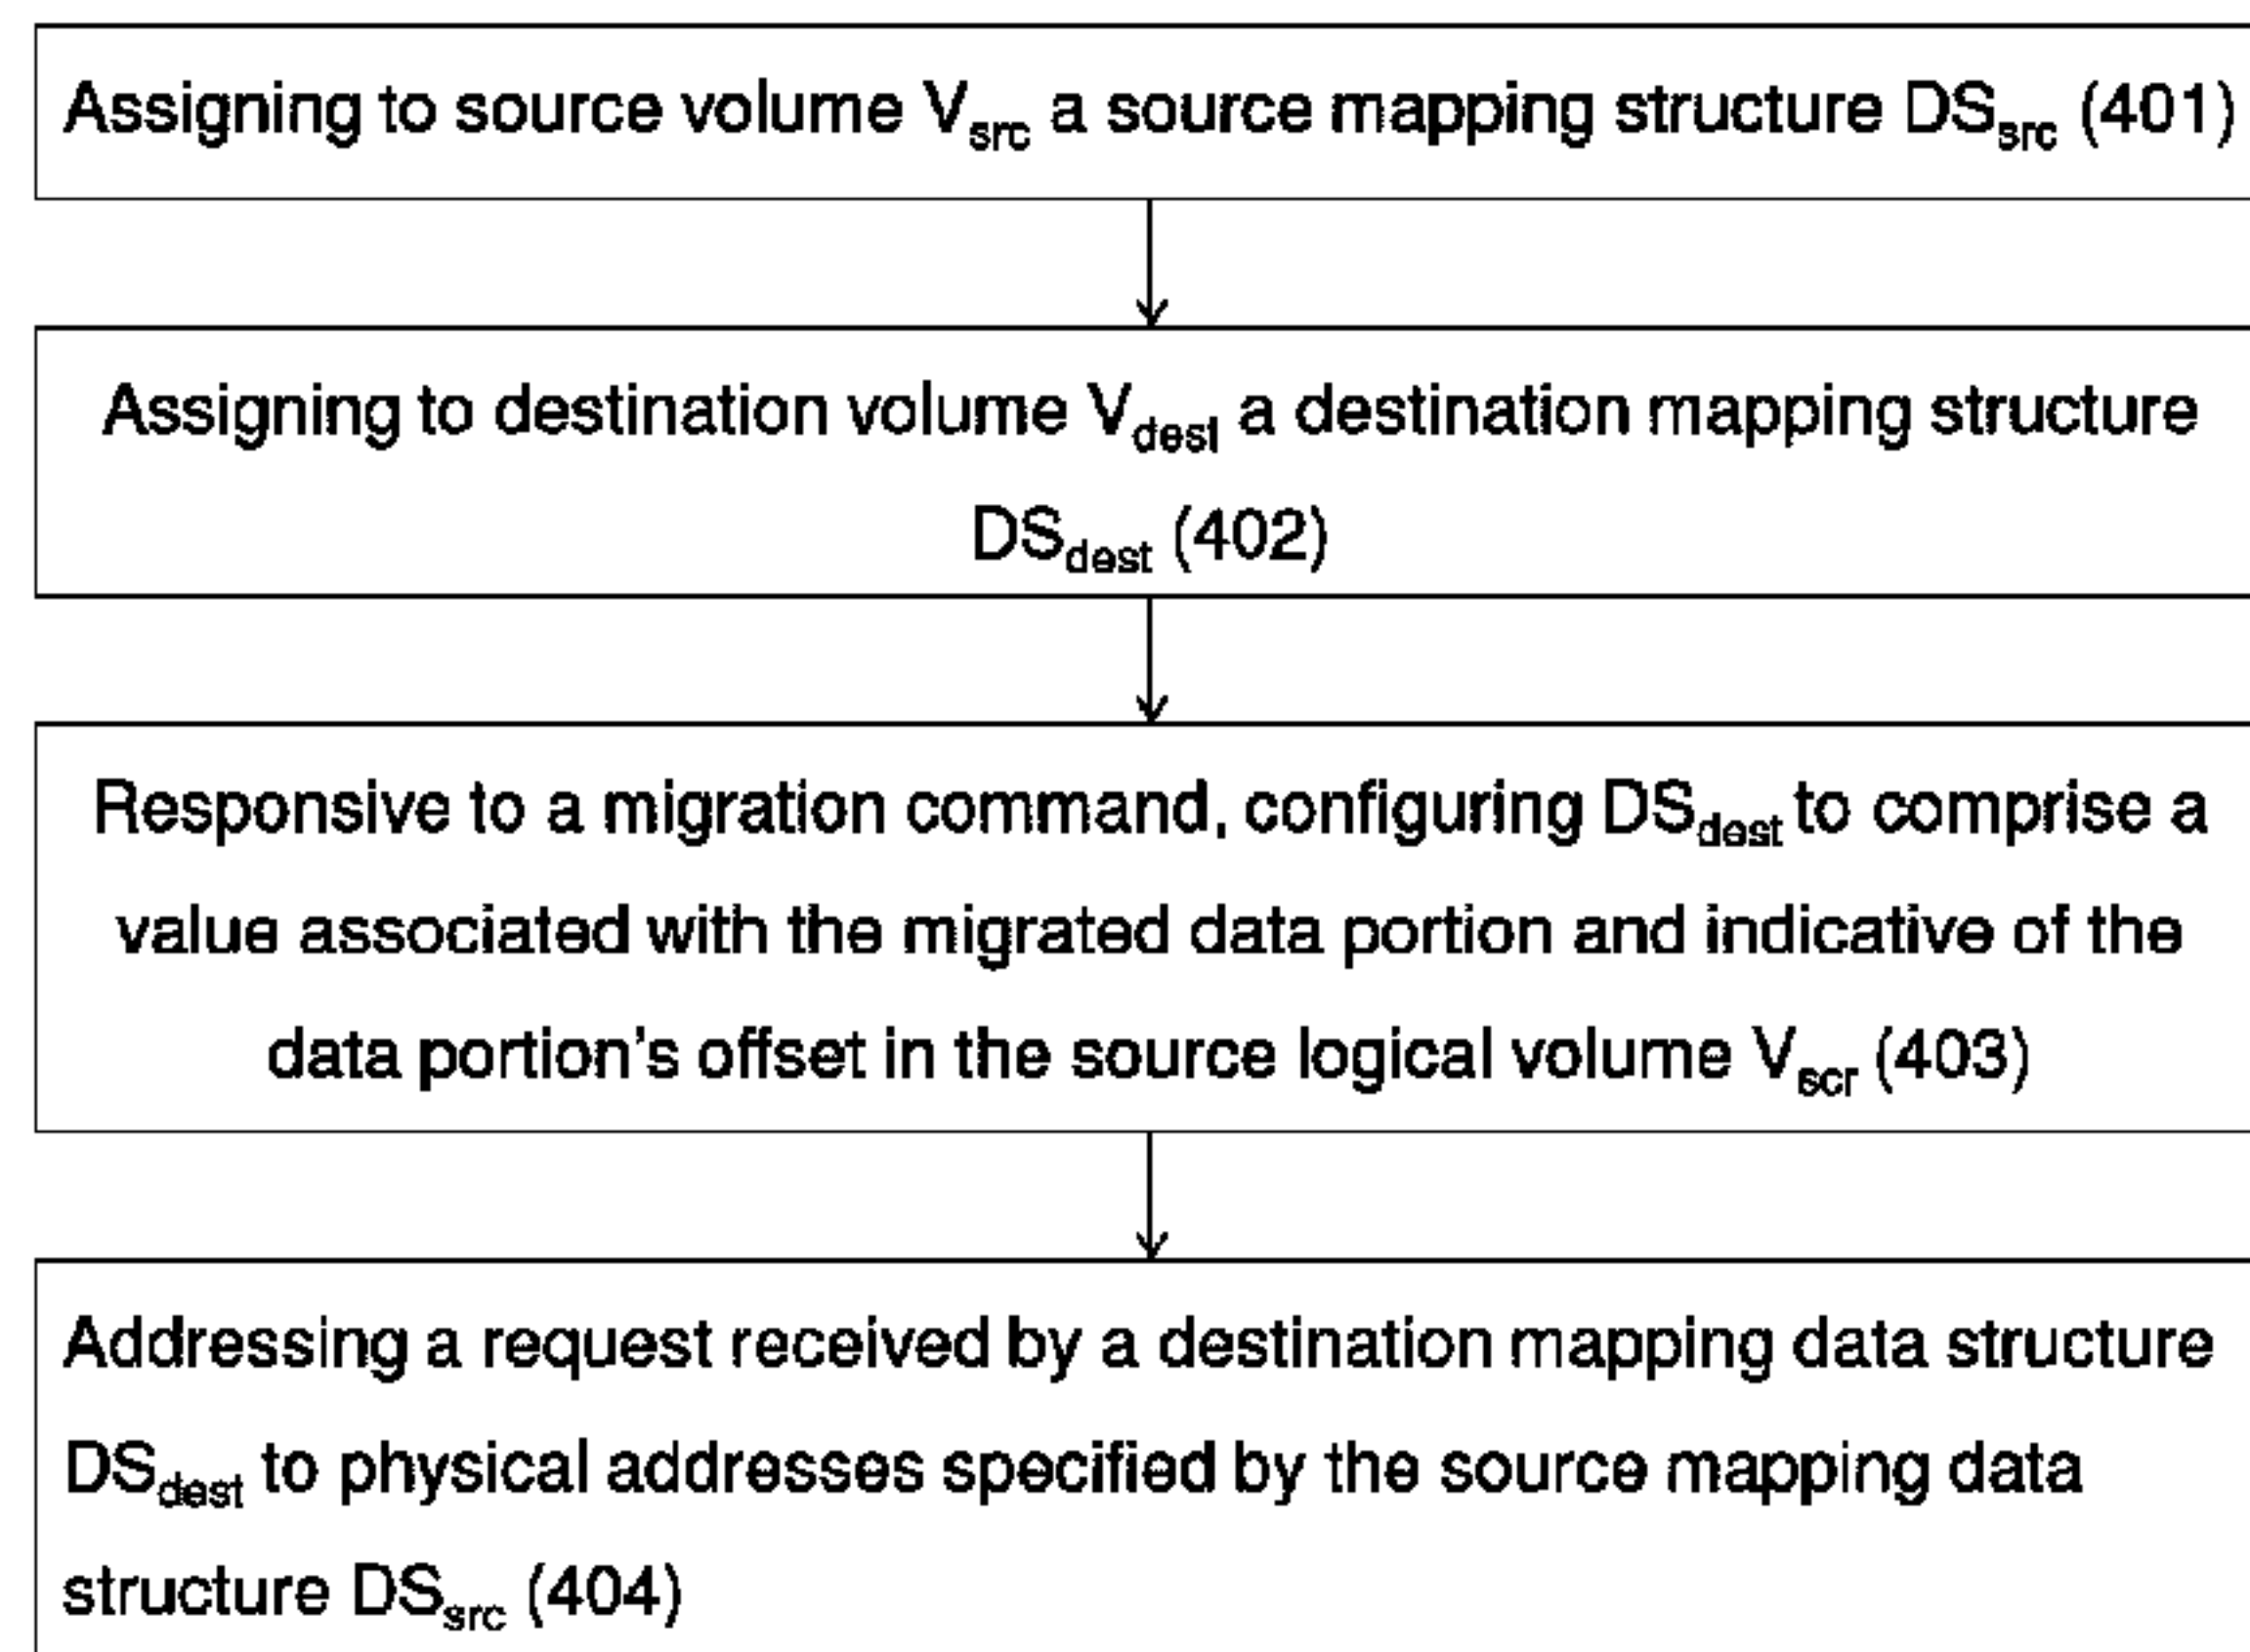 Assigning to source volume Vsrc a source mapping structure DSsrc (401)
Assigning to destination volume Vdest a destination mapping structure
DSdest (402)
Responsive to a migration command, configuring DSdest to comprise a
value associated with the migrated data portion and indicative of the
data portion's offset in the source logical volume Vscr (403)
Addressing a request received by a destination mapping data structure
DSdest to physical addresses specified by the source mapping data
structure DSsrc (404)